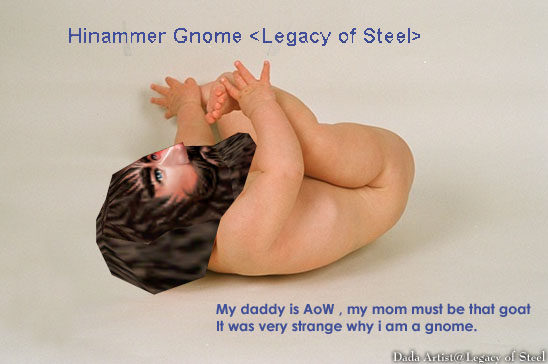 Hinammer Gnome <Legacy of Steel>
My daddy is AoW , my mom must be that goat
It was very strange why i am a gnome.
Dada Artist@Legacy of Steel